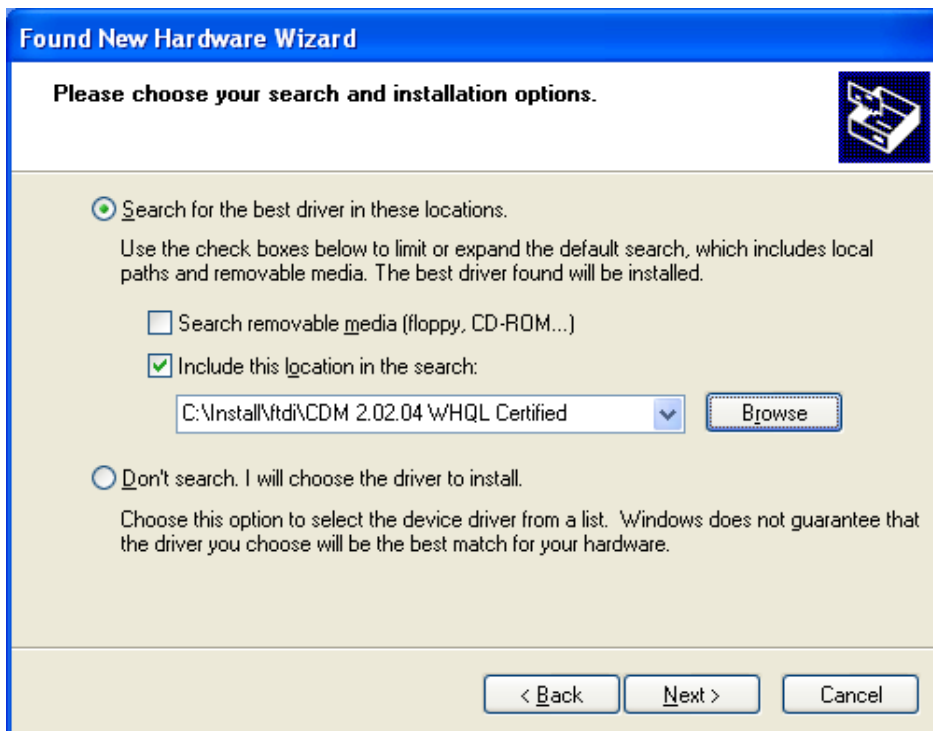 Found New Hardware Wizard
Please choose your search and installation options.
Search for the best driver in these locations.
Use the check boxes below to limit or expand the default search, which includes local
paths and removable media. The best driver found will be installed.
Search removable media (floppy, CD-ROM...)
Include this location in the search:
C:\Install\ftdi\CDM 2.02.04 WHQL Certified
Browse
Don't search. I will choose the driver to install.
Choose this option to select the device driver from a list.  Windows does not guarantee that
the driver you choose will be the best match for your hardware.
< Back
Next >
Cancel